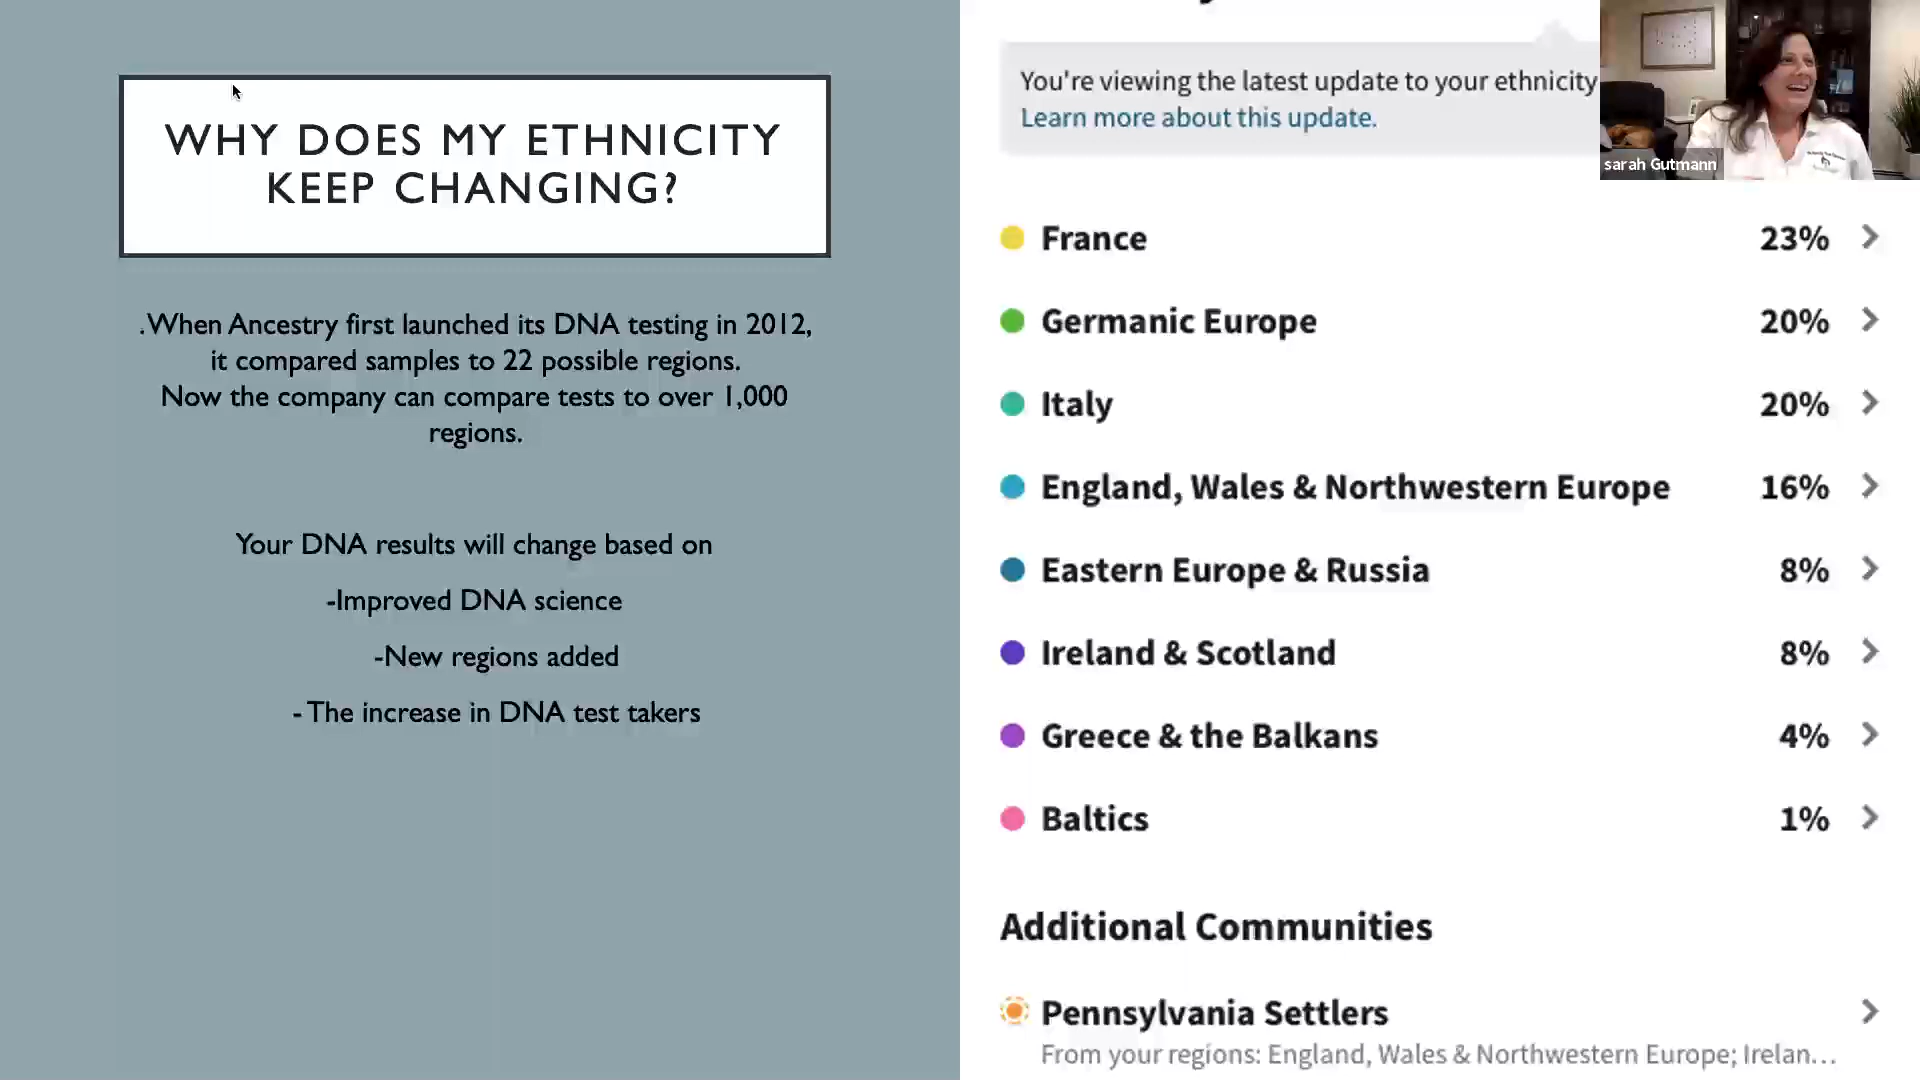 WHY DOES MY ETHNICITY
KEEP CHANGING?
.When Ancestry first launched its DNA testing in 2012,
it compared samples to 22 possible regions.
Now the company can compare tests to over 1,000
regions.
Your DNA results will change based on
-Improved DNA science
-New regions added
- The increase in DNA test takers
You're viewing the latest update to your ethnicity
Learn more about this update.
sarah Gutmann
France 23%
Germanic Europe 20%
Italy 20%
England, Wales & Northwestern Europe 16%
Eastern Europe & Russia 8%
Ireland & Scotland 8%
Greece & the Balkans 4%
Baltics 1%
Additional Communities
Pennsylvania Settlers
From your regions: England, Wales & Northwestern Europe; Irelan...